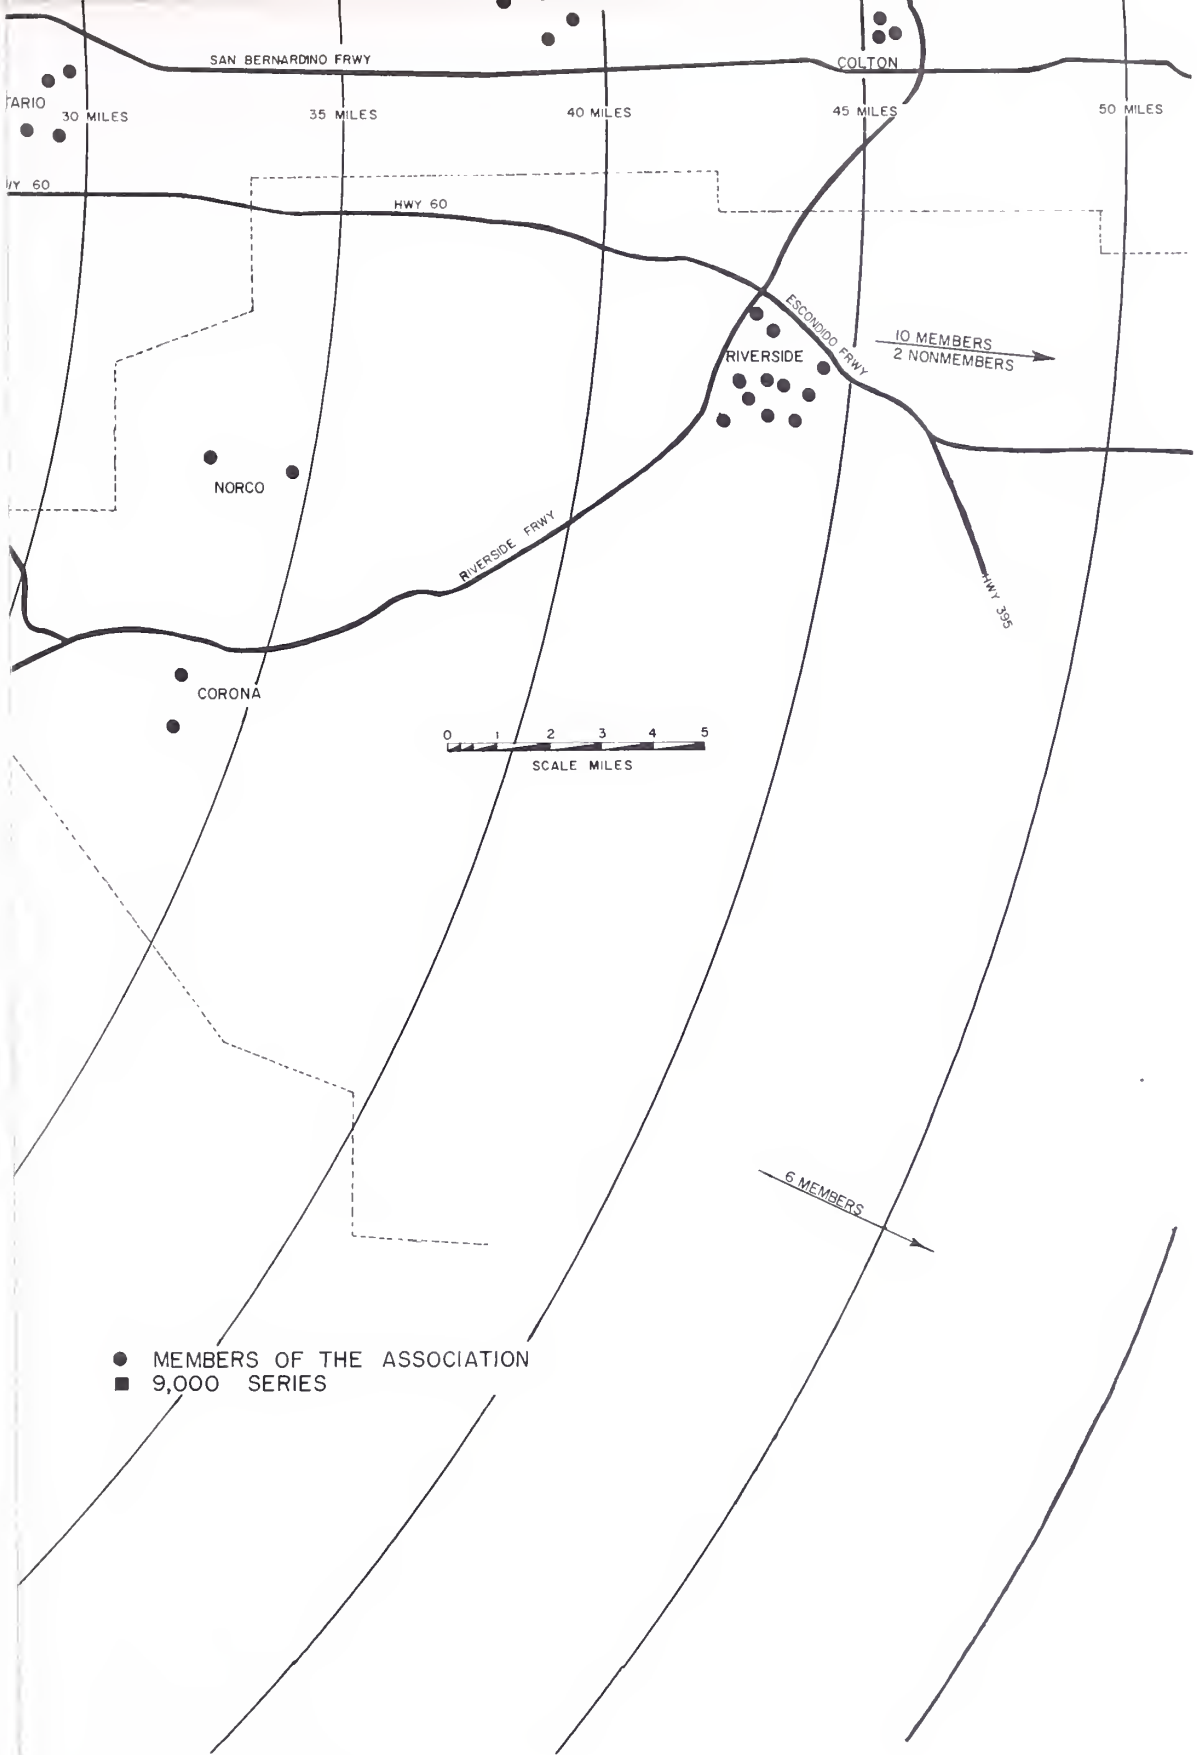 SAN BERNARDINO FRWY
COLTON
TARIO
30 MILES
35 MILES
40 MILES
45 MILES
50 MILES
HWY 60
HWY 60
ESCONDIDO FRWY
10 MEMBERS
2 NONMEMBERS
RIVERSIDE
NORCO
RIVERSIDE FRWY
HWY 395
CORONA
0 1 2 3 4 5
SCALE MILES
6 MEMBERS
MEMBERS OF THE ASSOCIATION
9,000 SERIES